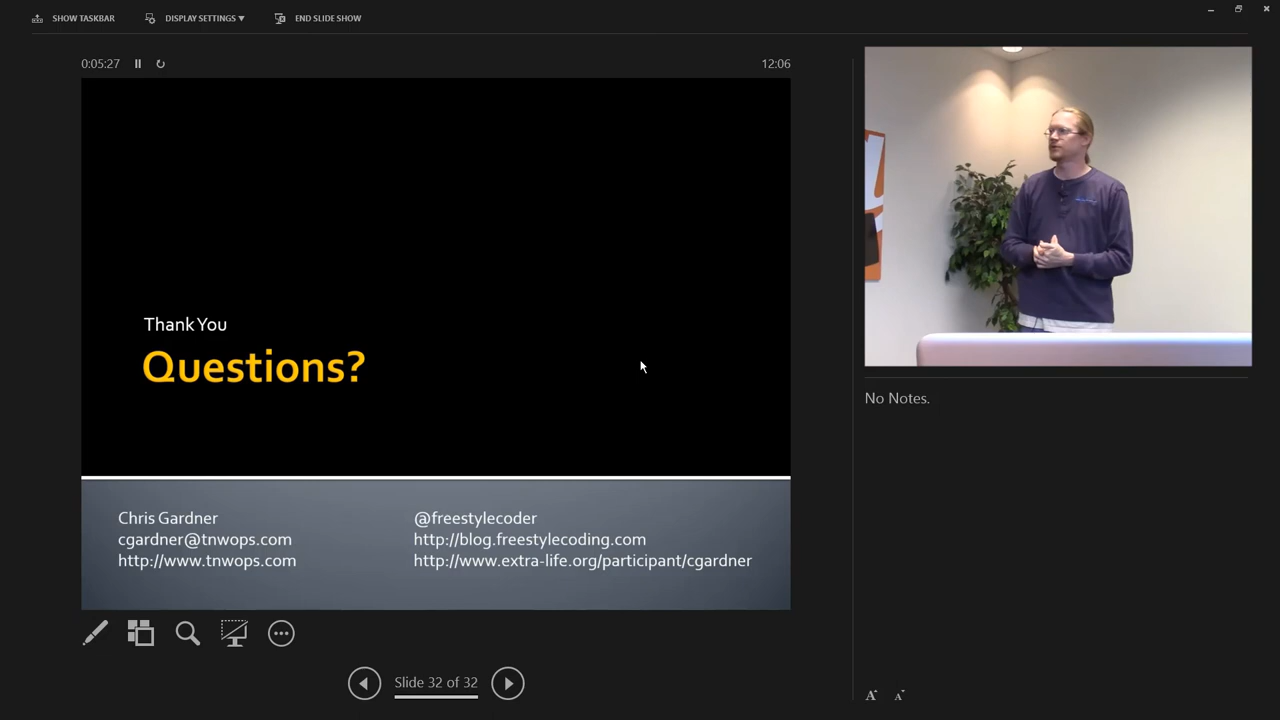 SHOW TASKBAR
DISPLAY SETTINGS ▼
END SLIDE SHOW
0:05:27
12:06
Thank You
Questions?
Chris Gardner
cgardner@tnwops.com
http://www.tnwops.com
@freestylecoder
http://blog.freestylecoding.com
http://www.extra-life.org/participant/cgardner
No Notes.
Slide 32 of 32
A A